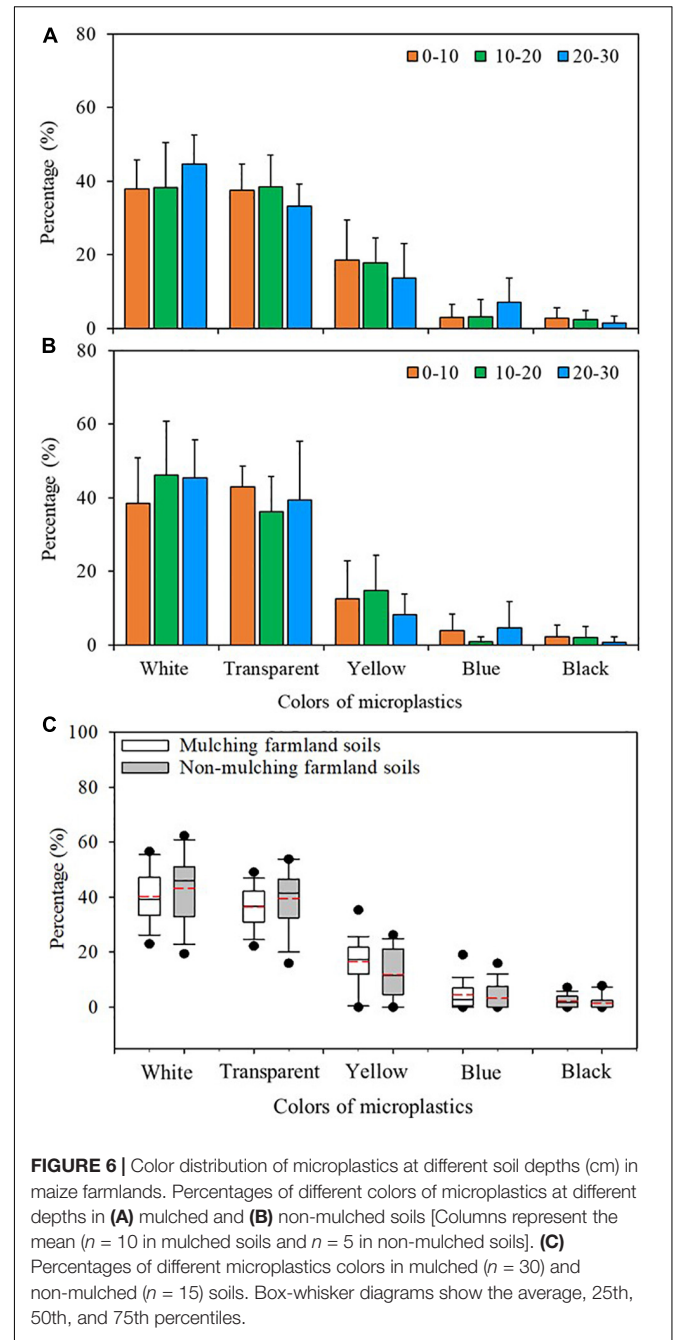 A
80
60
40
20
0
Percentage (%)
0-10 10-20 20-30
B
80
60
40
20
0
Percentage (%)
0-10 10-20 20-30
White Transparent Yellow Blue Black
Colors of microplastics
C
100
80
60
40
20
0
Percentage (%)
Mulching farmland soils
Non-mulching farmland soils
White Transparent Yellow Blue Black
Colors of microplastics
FIGURE 6 | Color distribution of microplastics at different soil depths (cm) in
maize farmlands. Percentages of different colors of microplastics at different
depths in (A) mulched and (B) non-mulched soils [Columns represent the
mean (n = 10 in mulched soils and n = 5 in non-mulched soils]. (C)
Percentages of different microplastics colors in mulched (n = 30) and
non-mulched (n = 15) soils. Box-whisker diagrams show the average, 25th,
50th, and 75th percentiles.